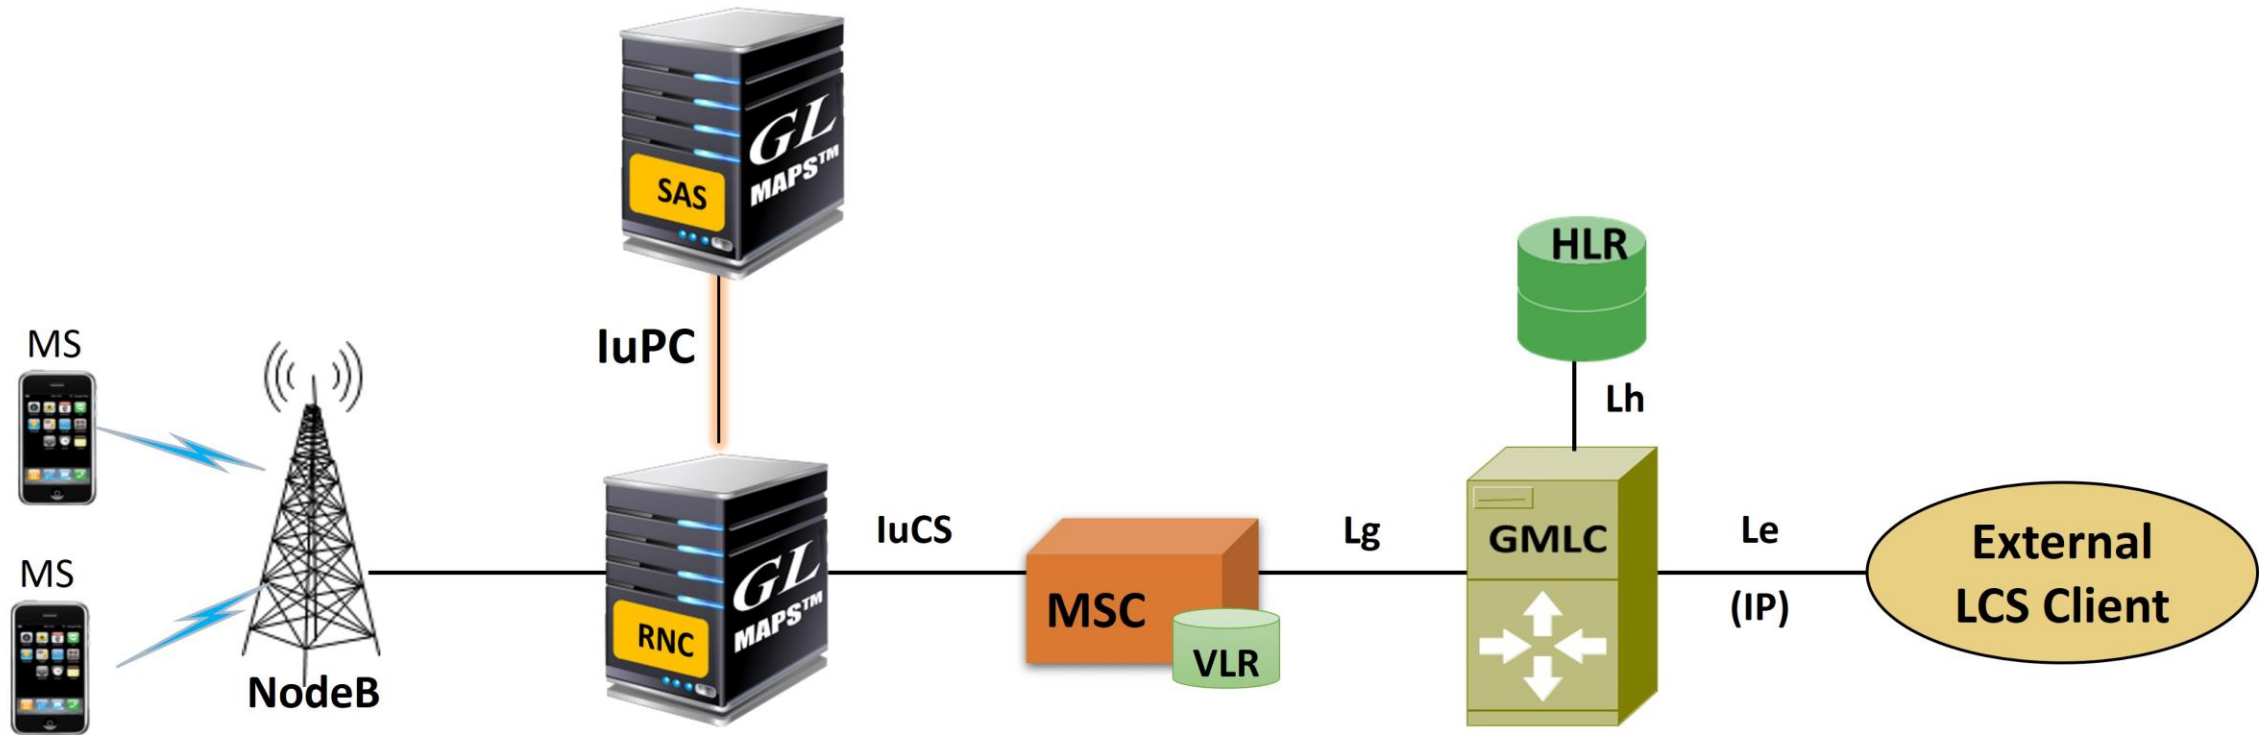 GL
MAPS™
SAS
HLR
MS
IuPC
Lh
IuCS
Lg
GMLC
Le
External
LCS Client
(IP)
MS
GL
MAPS™
RNC
MSC
VLR
NodeB